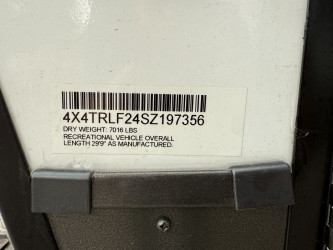 4X4TRLF24SZ197356
DRY WEIGHT: 7016 LBS
RECREATIONAL VEHICLE OVERALL
LENGTH 29'9" AS MANUFACTURED.